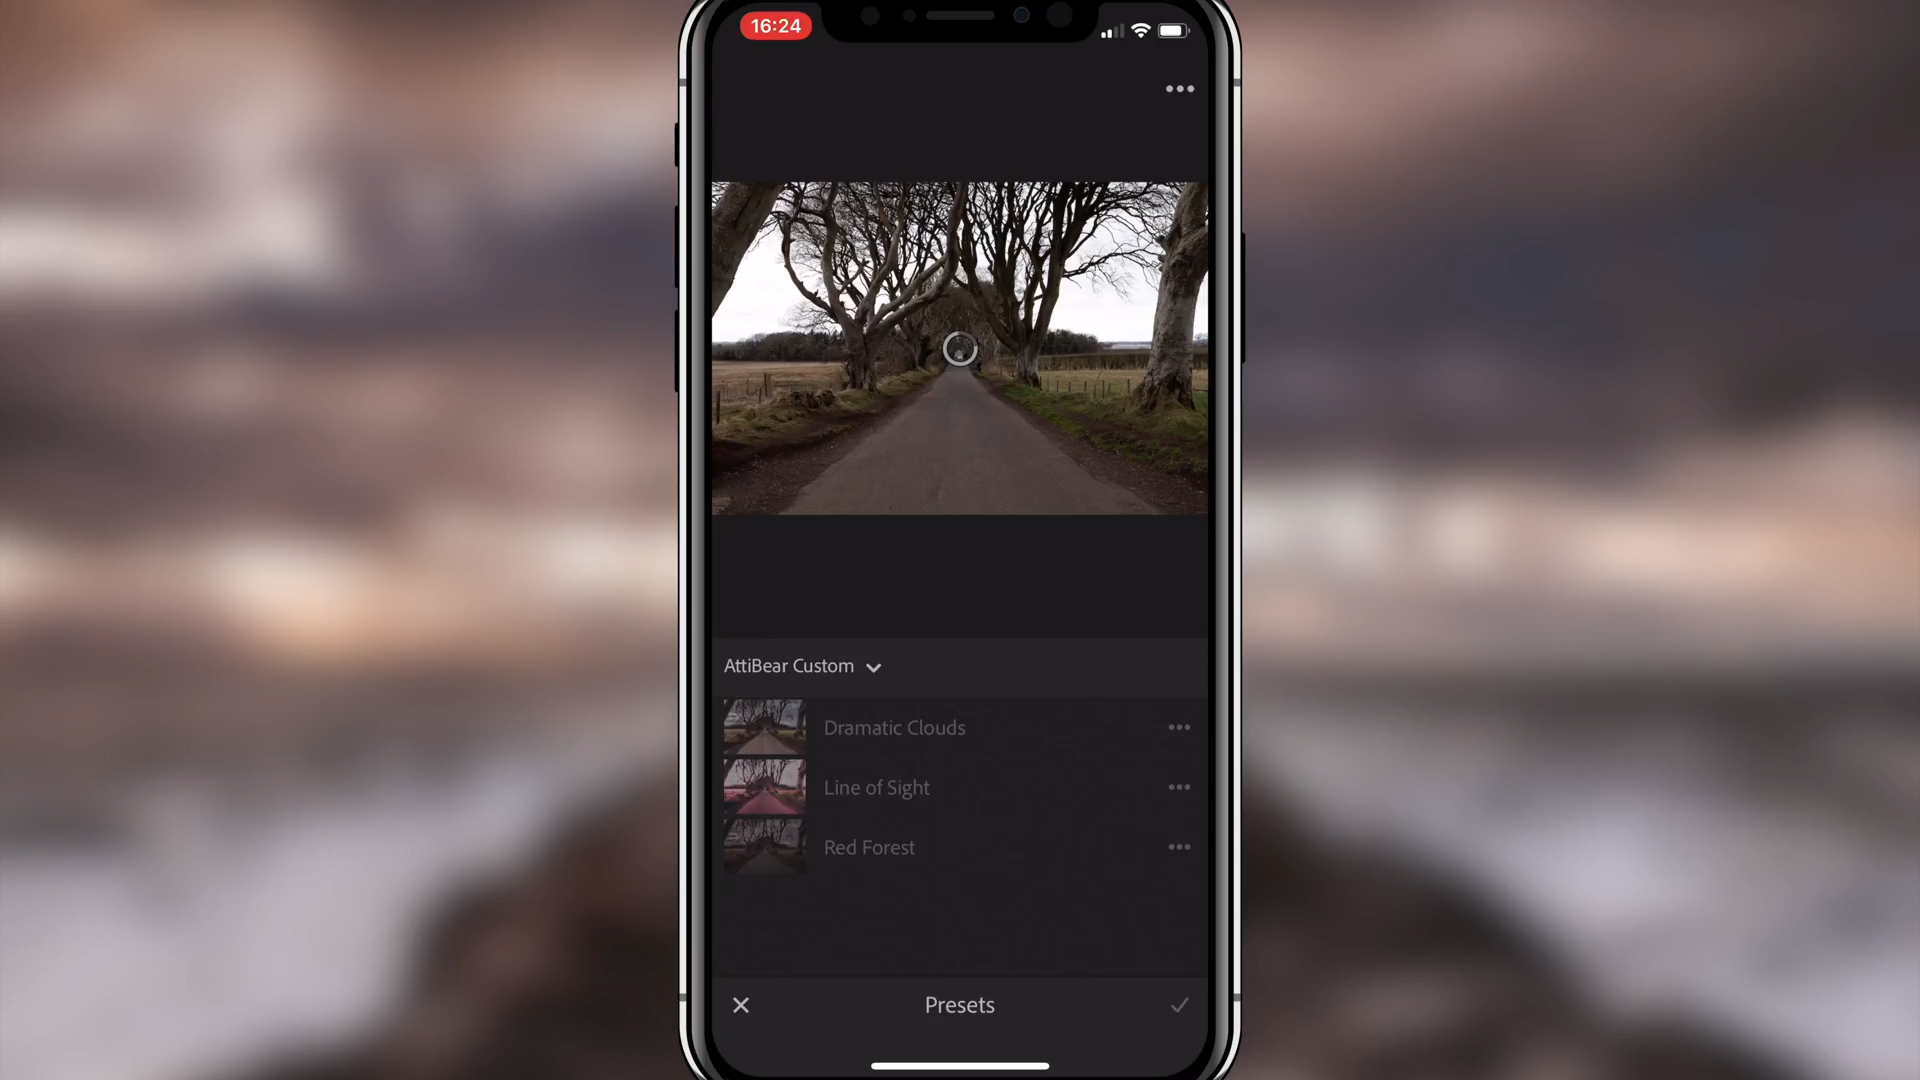 16:24
AttiBear Custom
Dramatic Clouds
Line of Sight
Red Forest
Presets